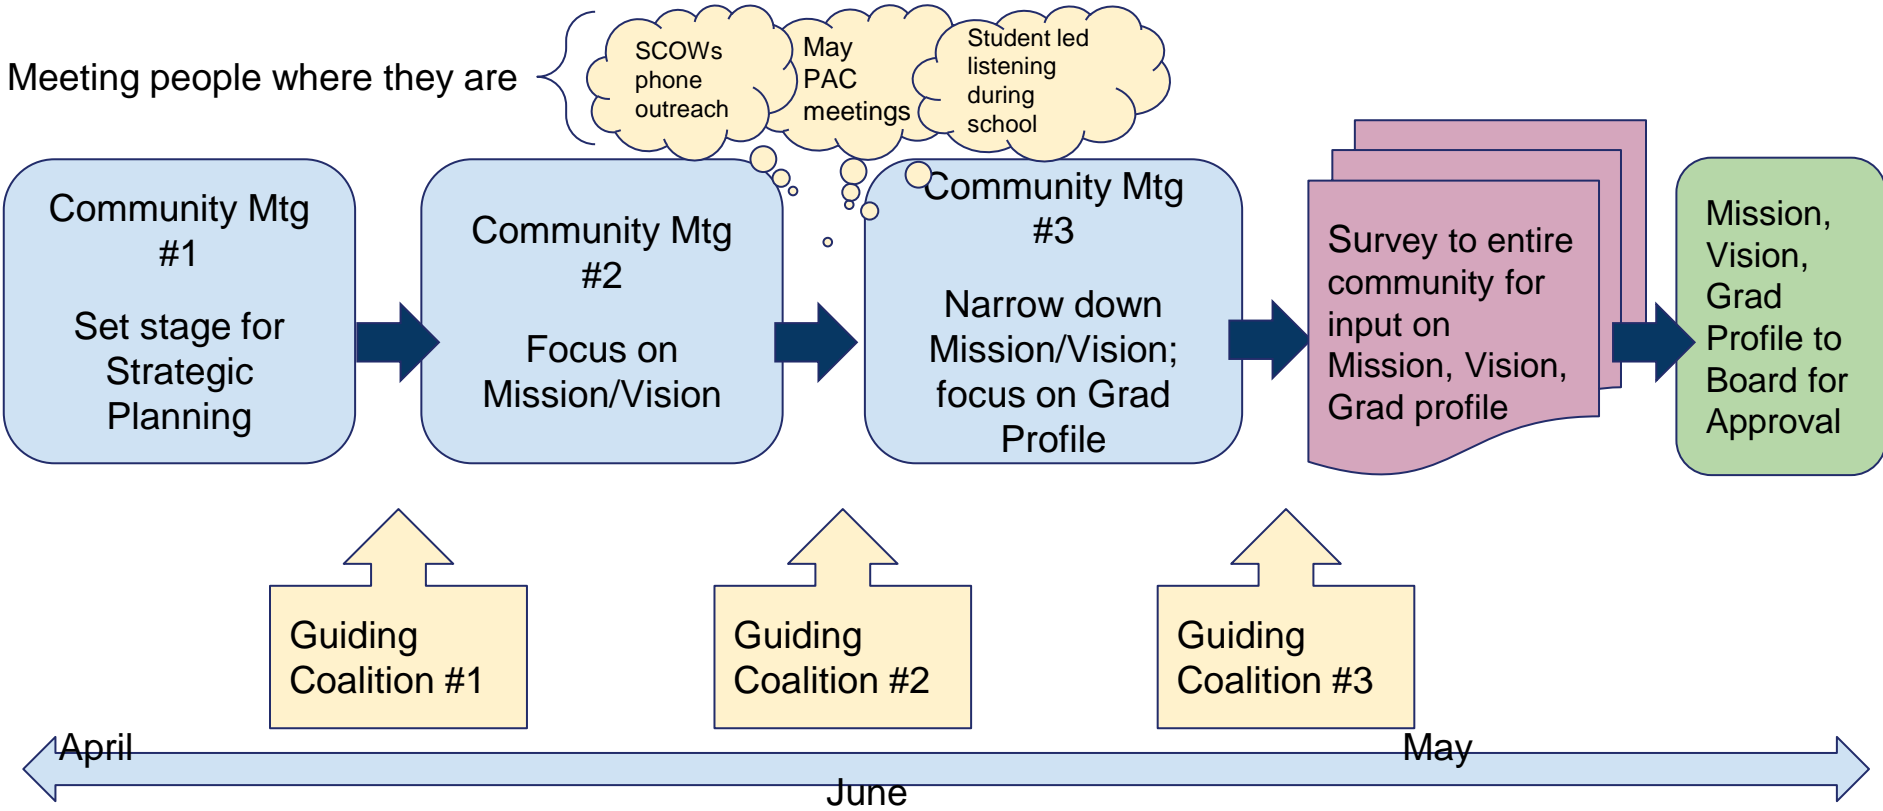 Meeting people where they are
SCOWs
phone
outreach
May
PAC
meetings
Student led
listening
during
school
Community Mtg
#1
Set stage for
Strategic
Planning
Community Mtg
#2
Focus on
Mission/Vision
Community Mtg
#3
Narrow down
Mission/Vision;
focus on Grad
Profile
Survey to entire
community for
input on
Mission, Vision,
Grad profile
Mission,
Vision,
Grad
Profile to
Board for
Approval
Guiding
Coalition #1
Guiding
Coalition #2
Guiding
Coalition #3
April
May
June